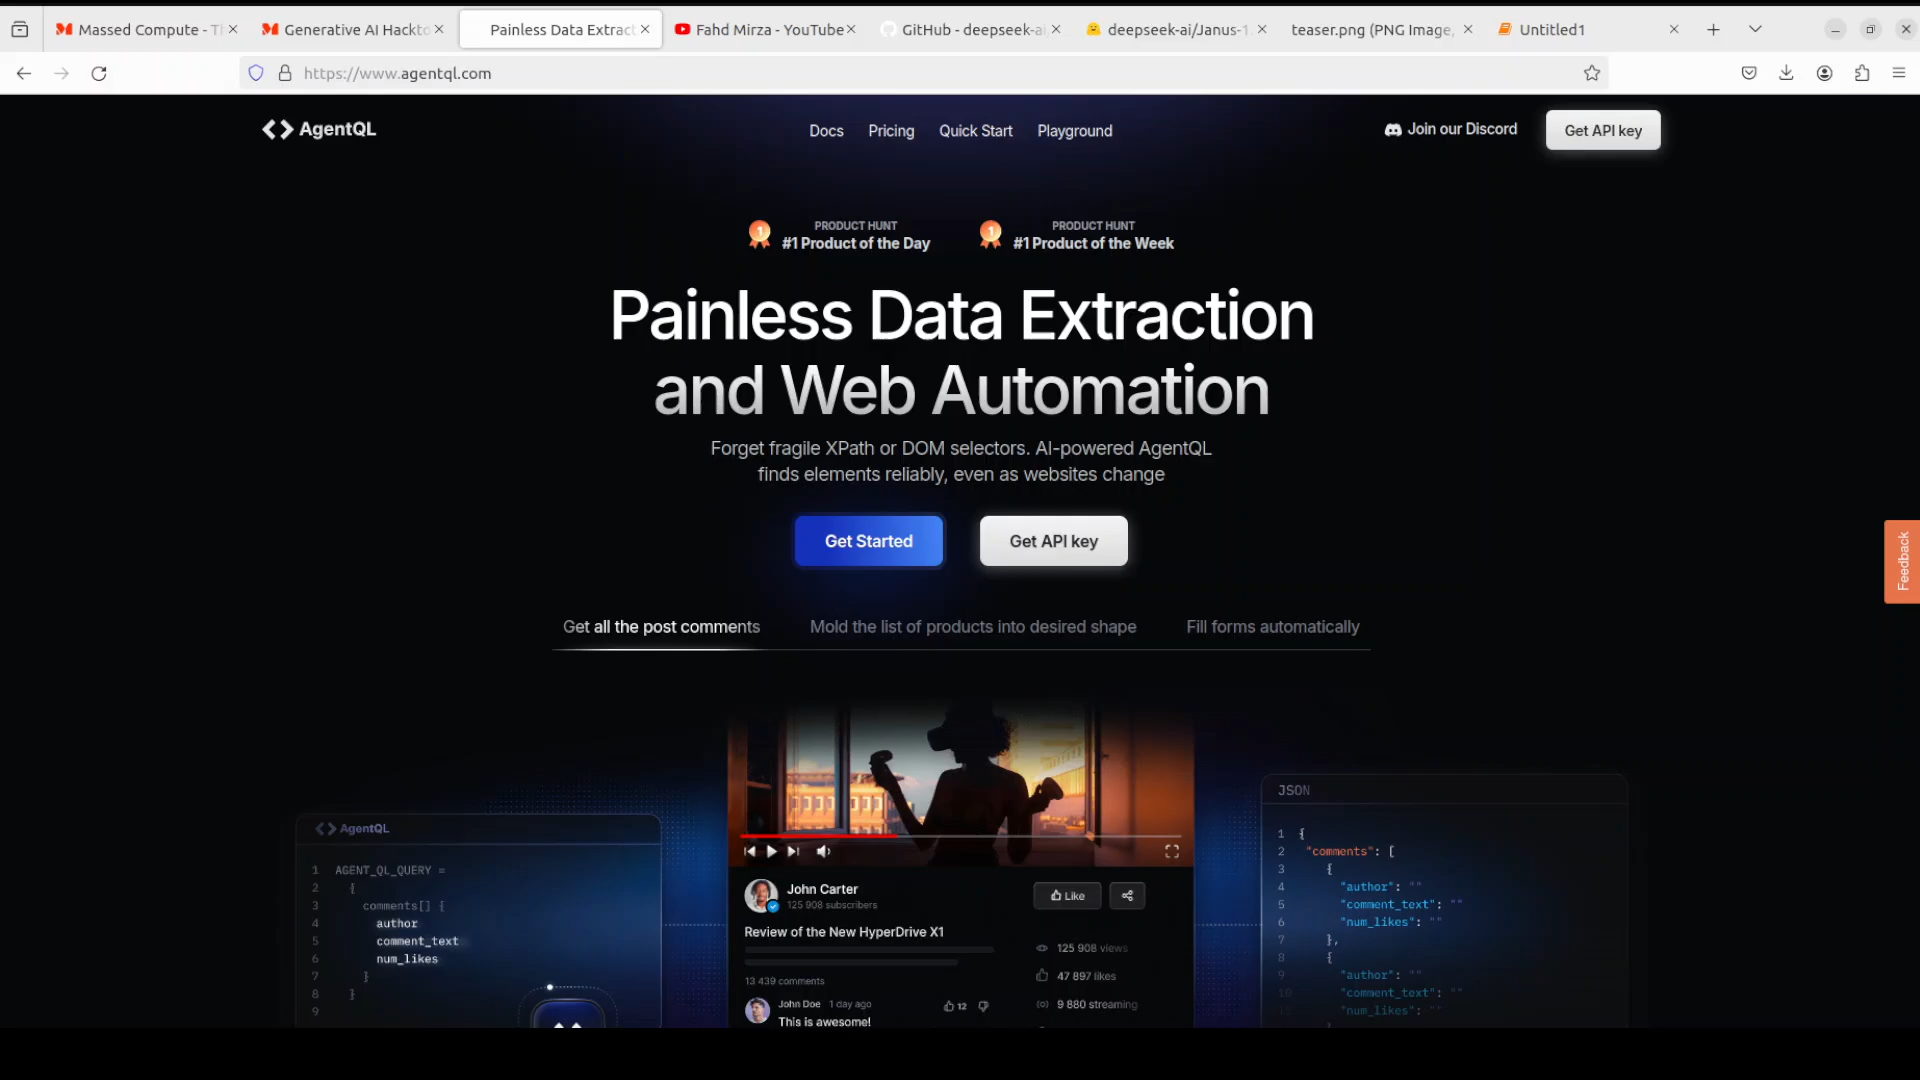 Massed Compute - T
Generative AI Hackto
Painless Data Extract
Fahd Mirza - YouTube
GitHub - deepseek-a
deepseek-ai/Janus-1.
teaser.png (PNG Image,
Untitled1
https://www.agentql.com
AgentQL
Docs
Pricing
Quick Start
Playground
Join our Discord
Get API key
PRODUCT HUNT
#1 Product of the Day
PRODUCT HUNT
#1 Product of the Week
Painless Data Extraction
and Web Automation
Forget fragile XPath or DOM selectors. AI-powered AgentQL
finds elements reliably, even as websites change
Get Started
Get API key
Feedback
Get all the post comments
Mold the list of products into desired shape
Fill forms automatically
AgentQL
1 AGENT_QL_QUERY =
2 {
3 comments[] {
4 author
5 comment_text
6 num_likes
7 }
8 }
9
John Carter
125 908 subscribers
Like
Review of the New HyperDrive X1
125 908 views
47 897 likes
9 880 streaming
13 439 comments
John Doe 1 day ago
12
This is awesome!
JSON
1 {
2 "comments": [
3 {
4 "author": ""
5 "comment_text": ""
6 "num_likes": ""
7 },
8 {
9 "author": ""
10 "comment_text": ""
11 "num_likes": ""